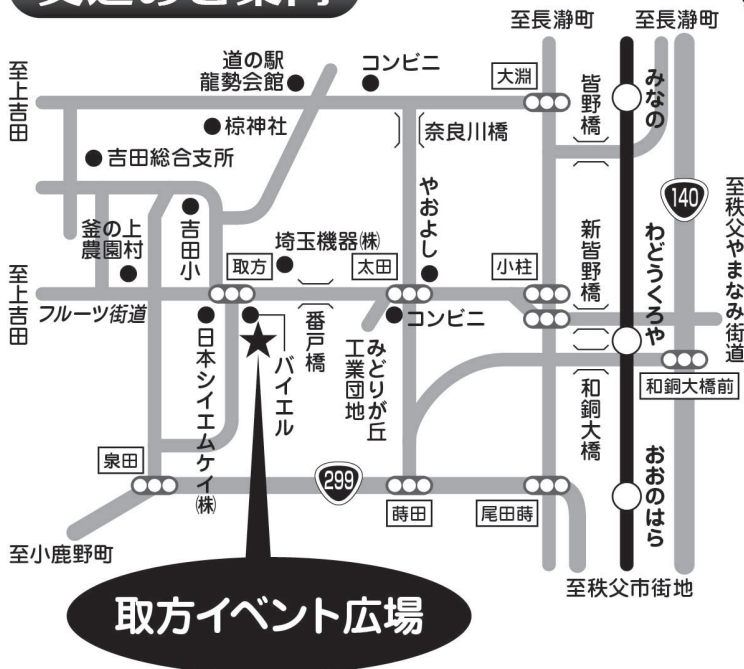 交通のご案内
至長瀞町
至長瀞町
道の駅
龍勢会館
コンビニ
大淵
皆野橋
みなの
至上吉田
椋神社
奈良川橋
吉田総合支所
140
至秩父やまなみ街道
やおよし
釜の上
農園村
吉田小
取方
埼玉機器㈱
太田
小柱
新皆野橋
わどうくろや
至上吉田
フルーツ街道
日本シイエムケイ㈱
バイエル
番戸橋
コンビニ
みどりが丘
工業団地
和銅大橋
和銅大橋前
泉田
299
蒔田
尾田蒔
おおのはら
至小鹿野町
至秩父市街地
取方イベント広場